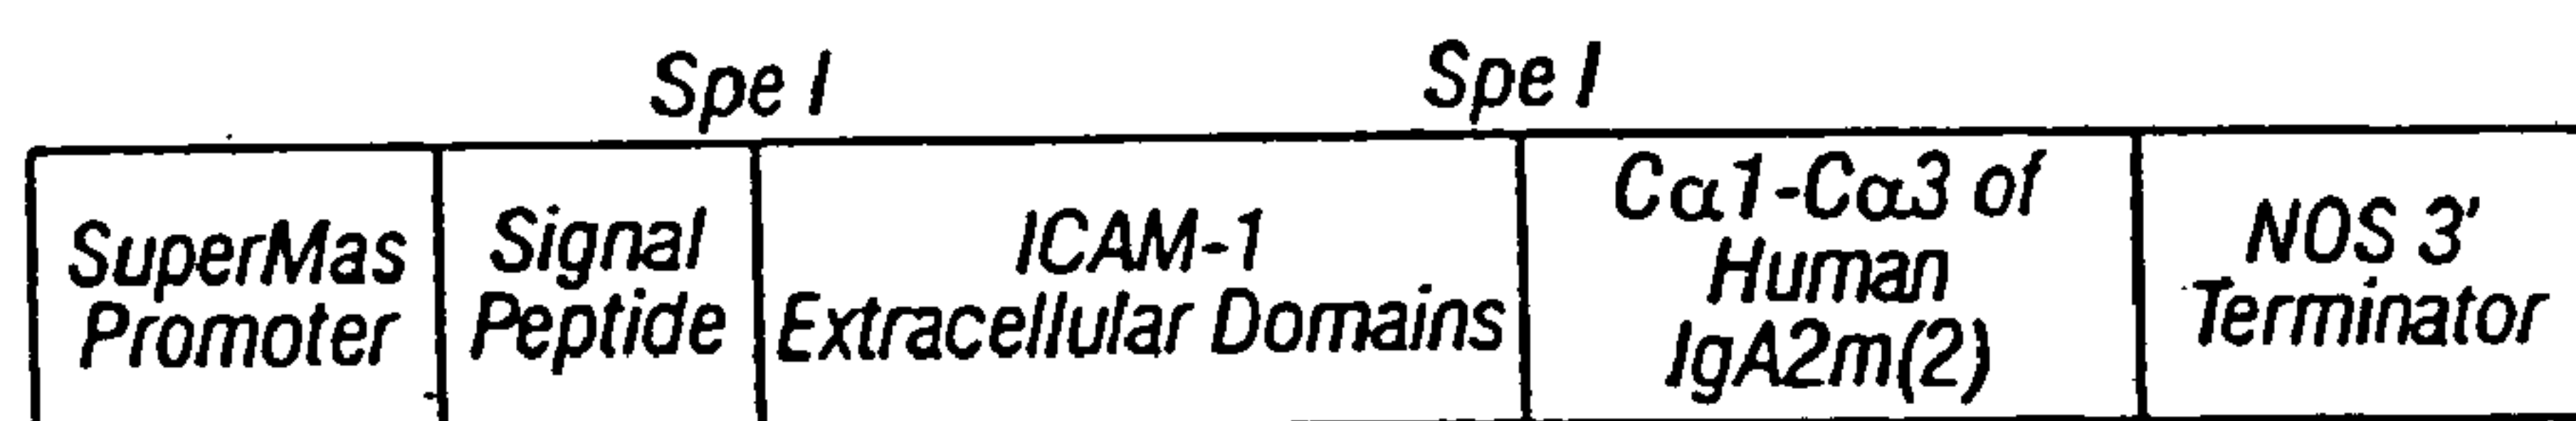 Spe I
Spe I
SuperMas
Promoter
Signal
Peptide
ICAM-1
Extracellular Domains
Cα1-Cα3 of
Human
IgA2m(2)
NOS 3'
Terminator